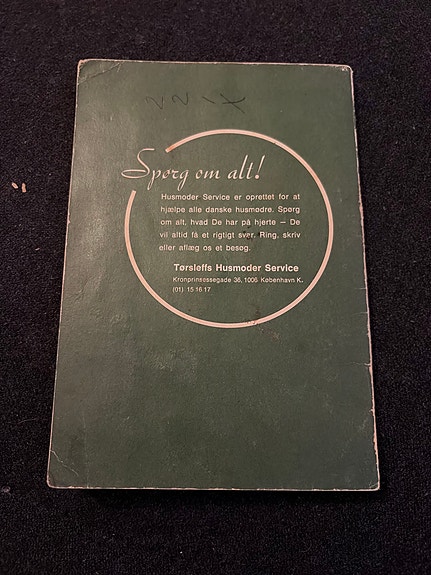 Spørg om alt!
Husmoder Service er oprettet for at
hjælpe alle danske husmødre. Spørg
om alt, hvad De har på hjerte — De
vil altid få et rigtigt svar. Ring, skriv
eller aflæg os et besøg.
Tørsleffs Husmoder Service
Kronprinsessegade 36, 1006 København K.
(01) 15 16 17